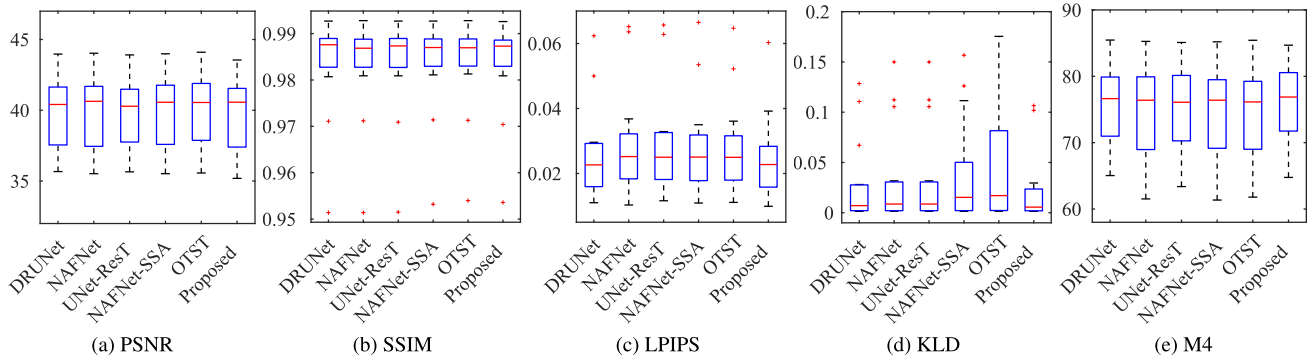 45
40
35
DRUNet
NAFNet
UNet-ResT
NAFNet-SSA
OTST
Proposed
(a) PSNR
0.99
0.98
0.97
0.96
0.95
DRUNet
NAFNet
UNet-ResT
NAFNet-SSA
OTST
Proposed
(b) SSIM
0.06
0.04
0.02
DRUNet
NAFNet
UNet-ResT
NAFNet-SSA
OTST
Proposed
(c) LPIPS
0.2
0.15
0.1
0.05
0
DRUNet
NAFNet
UNet-ResT
NAFNet-SSA
OTST
Proposed
(d) KLD
90
80
70
60
DRUNet
NAFNet
UNet-ResT
NAFNet-SSA
OTST
Proposed
(e) M4